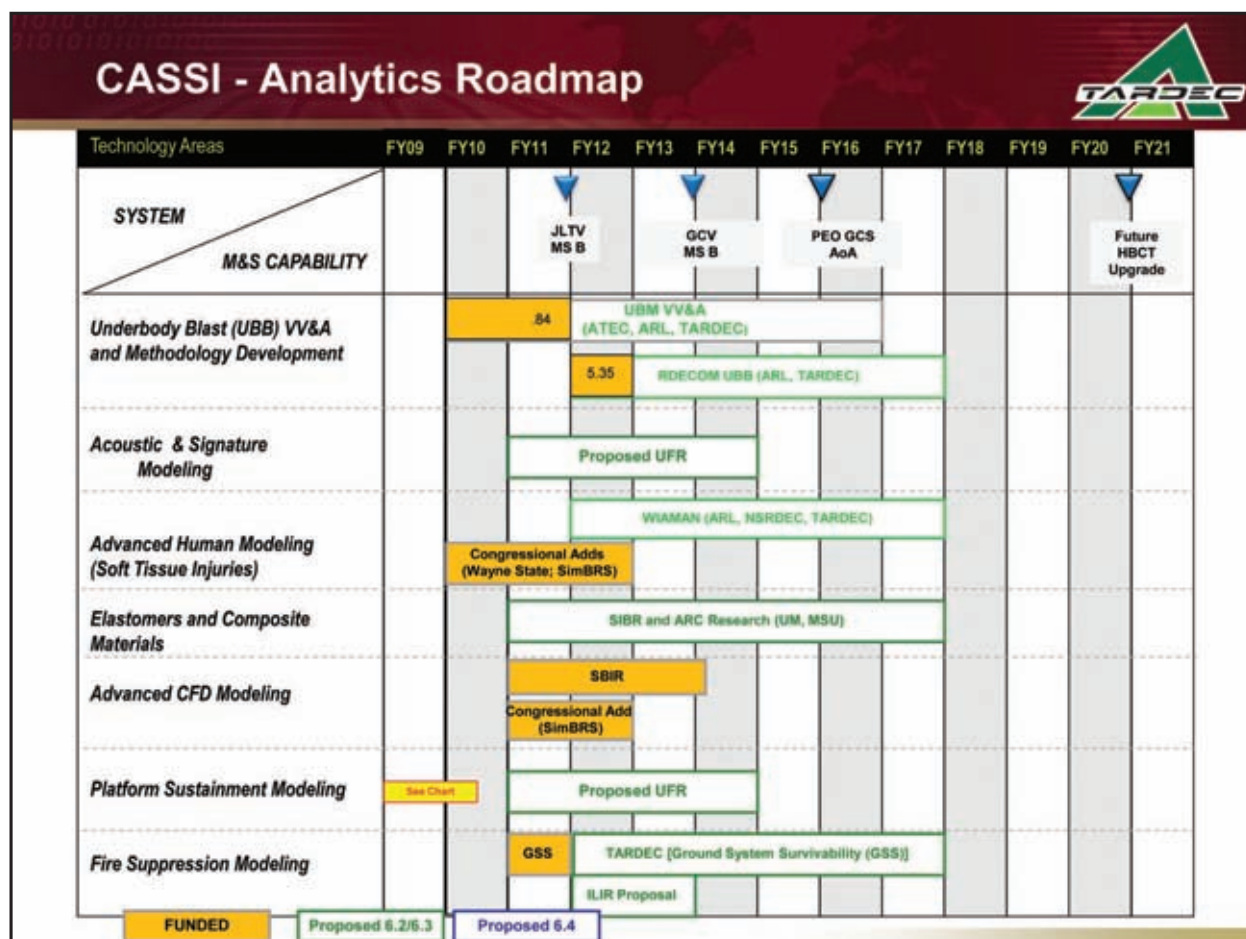 CASSI - Analytics Roadmap
TARDEC
Technology Areas FY09 FY10 FY11 FY12 FY13 FY14 FY15 FY16 FY17 FY18 FY19 FY20 FY21
SYSTEM
M&S CAPABILITY
JLTV
MS B
GCV
MS B
PEO GCS
AoA
Future
HBCT
Upgrade
Underbody Blast (UBB) VV&A
and Methodology Development
.84
UBM VV&A
(ATEC, ARL, TARDEC)
5.35
RDECOM UBB (ARL, TARDEC)
Acoustic & Signature
Modeling
Proposed UFR
Advanced Human Modeling
(Soft Tissue Injuries)
WIAMAN (ARL, NSRDEC, TARDEC)
Congressional Adds
(Wayne State; SimBRS)
Elastomers and Composite
Materials
SIBR and ARC Research (UM, MSU)
Advanced CFD Modeling
SBIR
Congressional Add
(SimBRS)
Platform Sustainment Modeling
See Chart
Proposed UFR
Fire Suppression Modeling
GSS
TARDEC [Ground System Survivability (GSS)]
ILIR Proposal
FUNDED
Proposed 6.2/6.3
Proposed 6.4